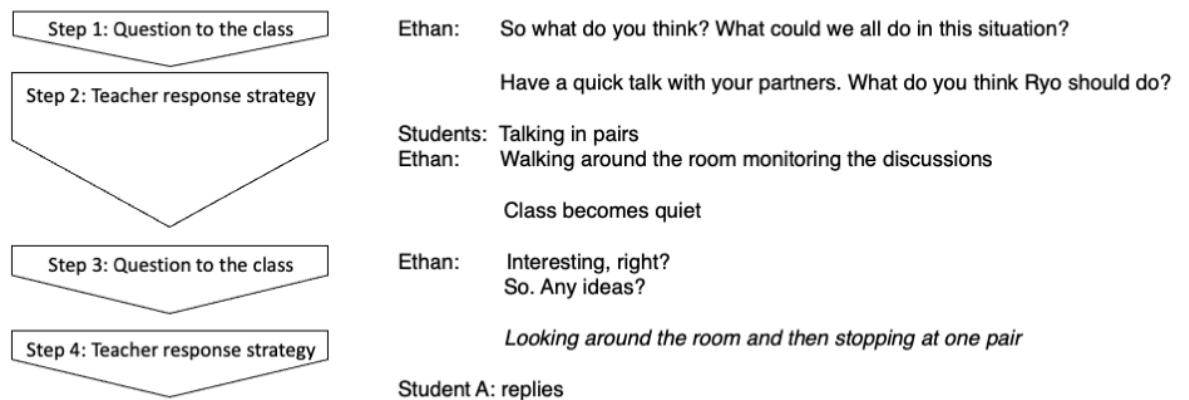 Step 1: Question to the class
Ethan: So what do you think? What could we all do in this situation?
Step 2: Teacher response strategy
Have a quick talk with your partners. What do you think Ryo should do?
Students: Talking in pairs
Ethan: Walking around the room monitoring the discussions
Class becomes quiet
Step 3: Question to the class
Ethan: Interesting, right?
So. Any ideas?
Step 4: Teacher response strategy
Looking around the room and then stopping at one pair
Student A: replies